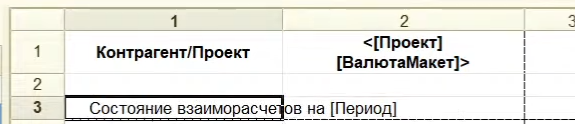 1 2 3
1 Контрагент/Проект <[Проект]
[ВалютаМакет]>
2
3 Состояние взаиморасчетов на [Период]